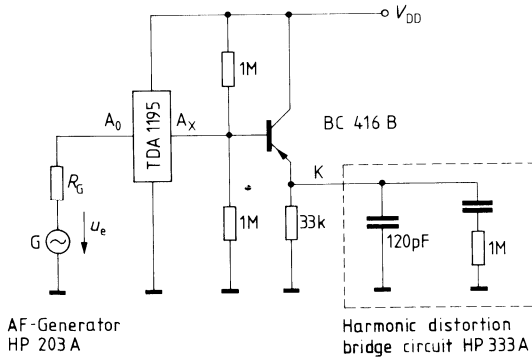 V_DD
1M
A_0
TDA 1195
A_X
BC 416 B
K
R_G
G
u_e
1M
33k
120pF
1M
AF-Generator
HP 203 A
Harmonic distortion
bridge circuit HP 333 A